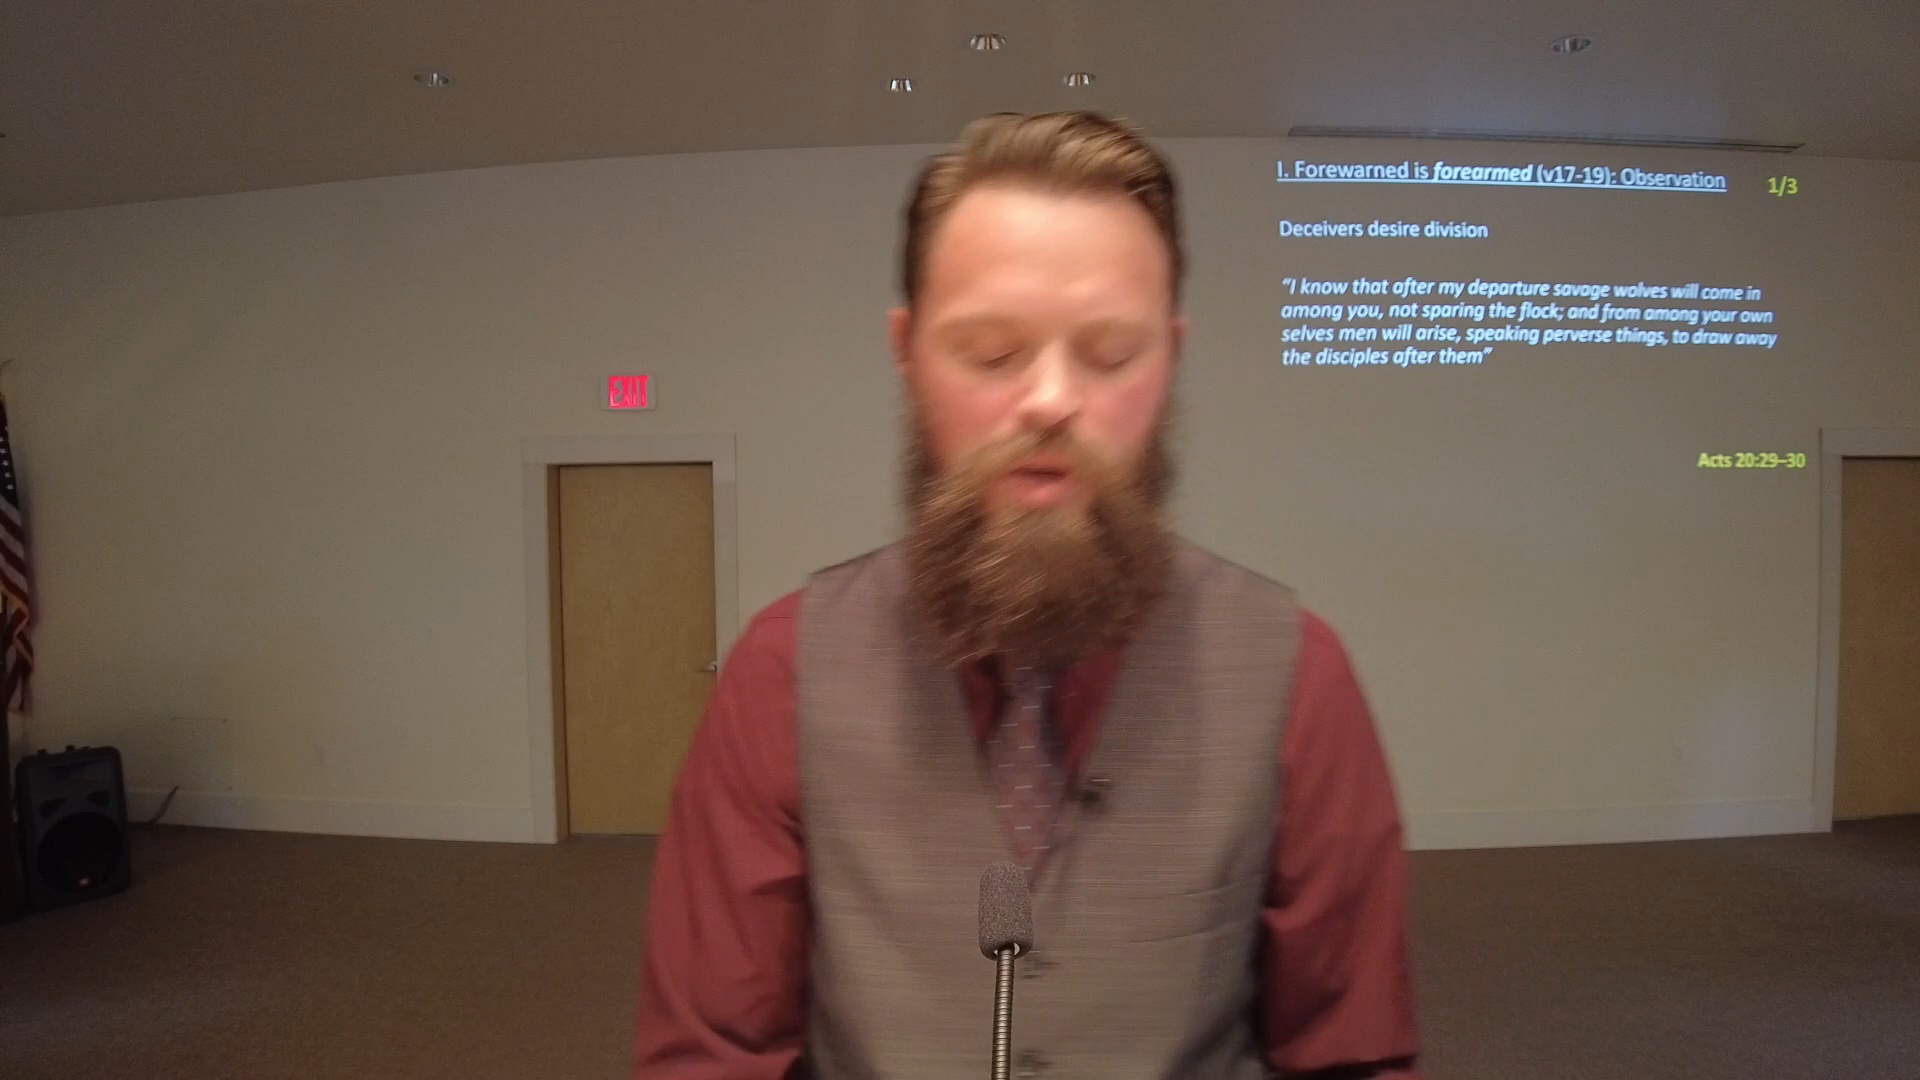 I. Forewarned is forearmed (v17-19): Observation 1/3
Deceivers desire division
“I know that after my departure savage wolves will come in
among you, not sparing the flock; and from among your own
selves men will arise, speaking perverse things, to draw away
the disciples after them”
EXIT
Acts 20:29–30